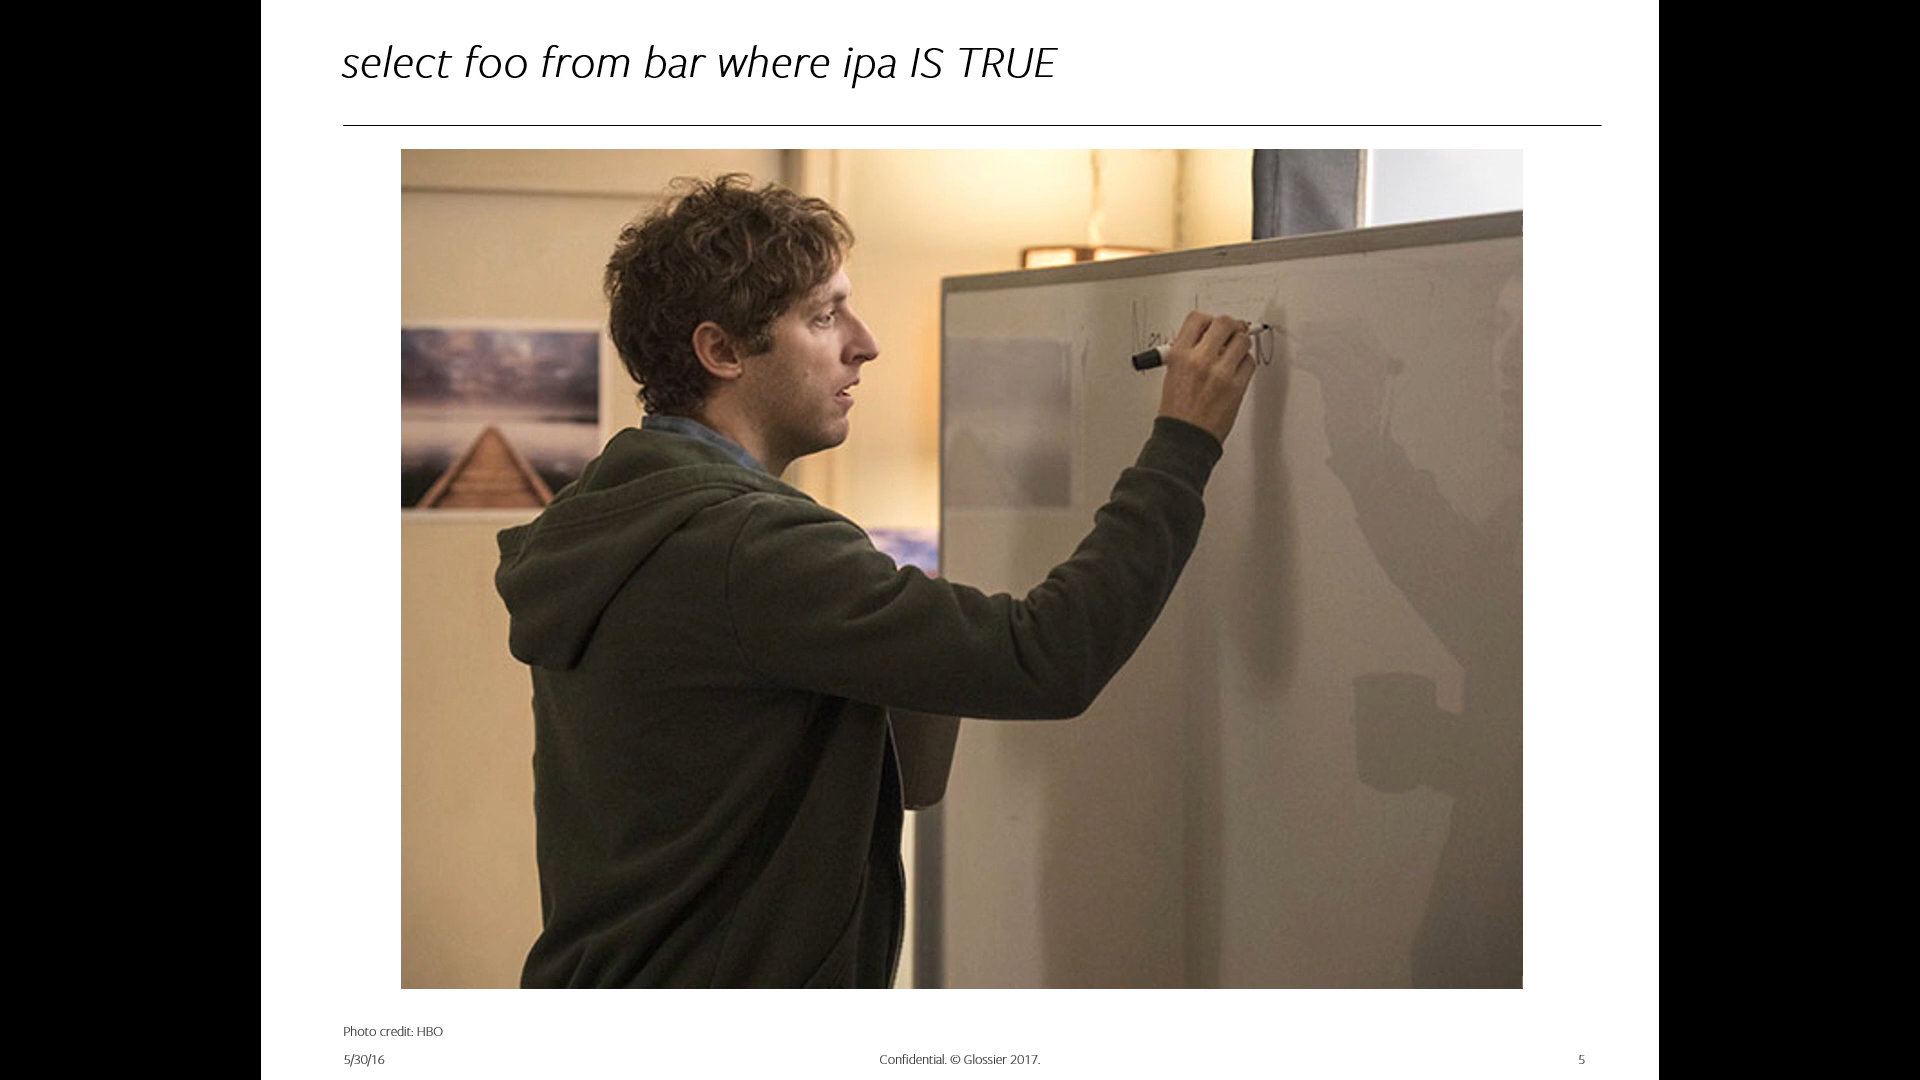 select foo from bar where ipa IS TRUE
Photo credit: HBO
5/30/16
Confidential. © Glossier 2017.
5